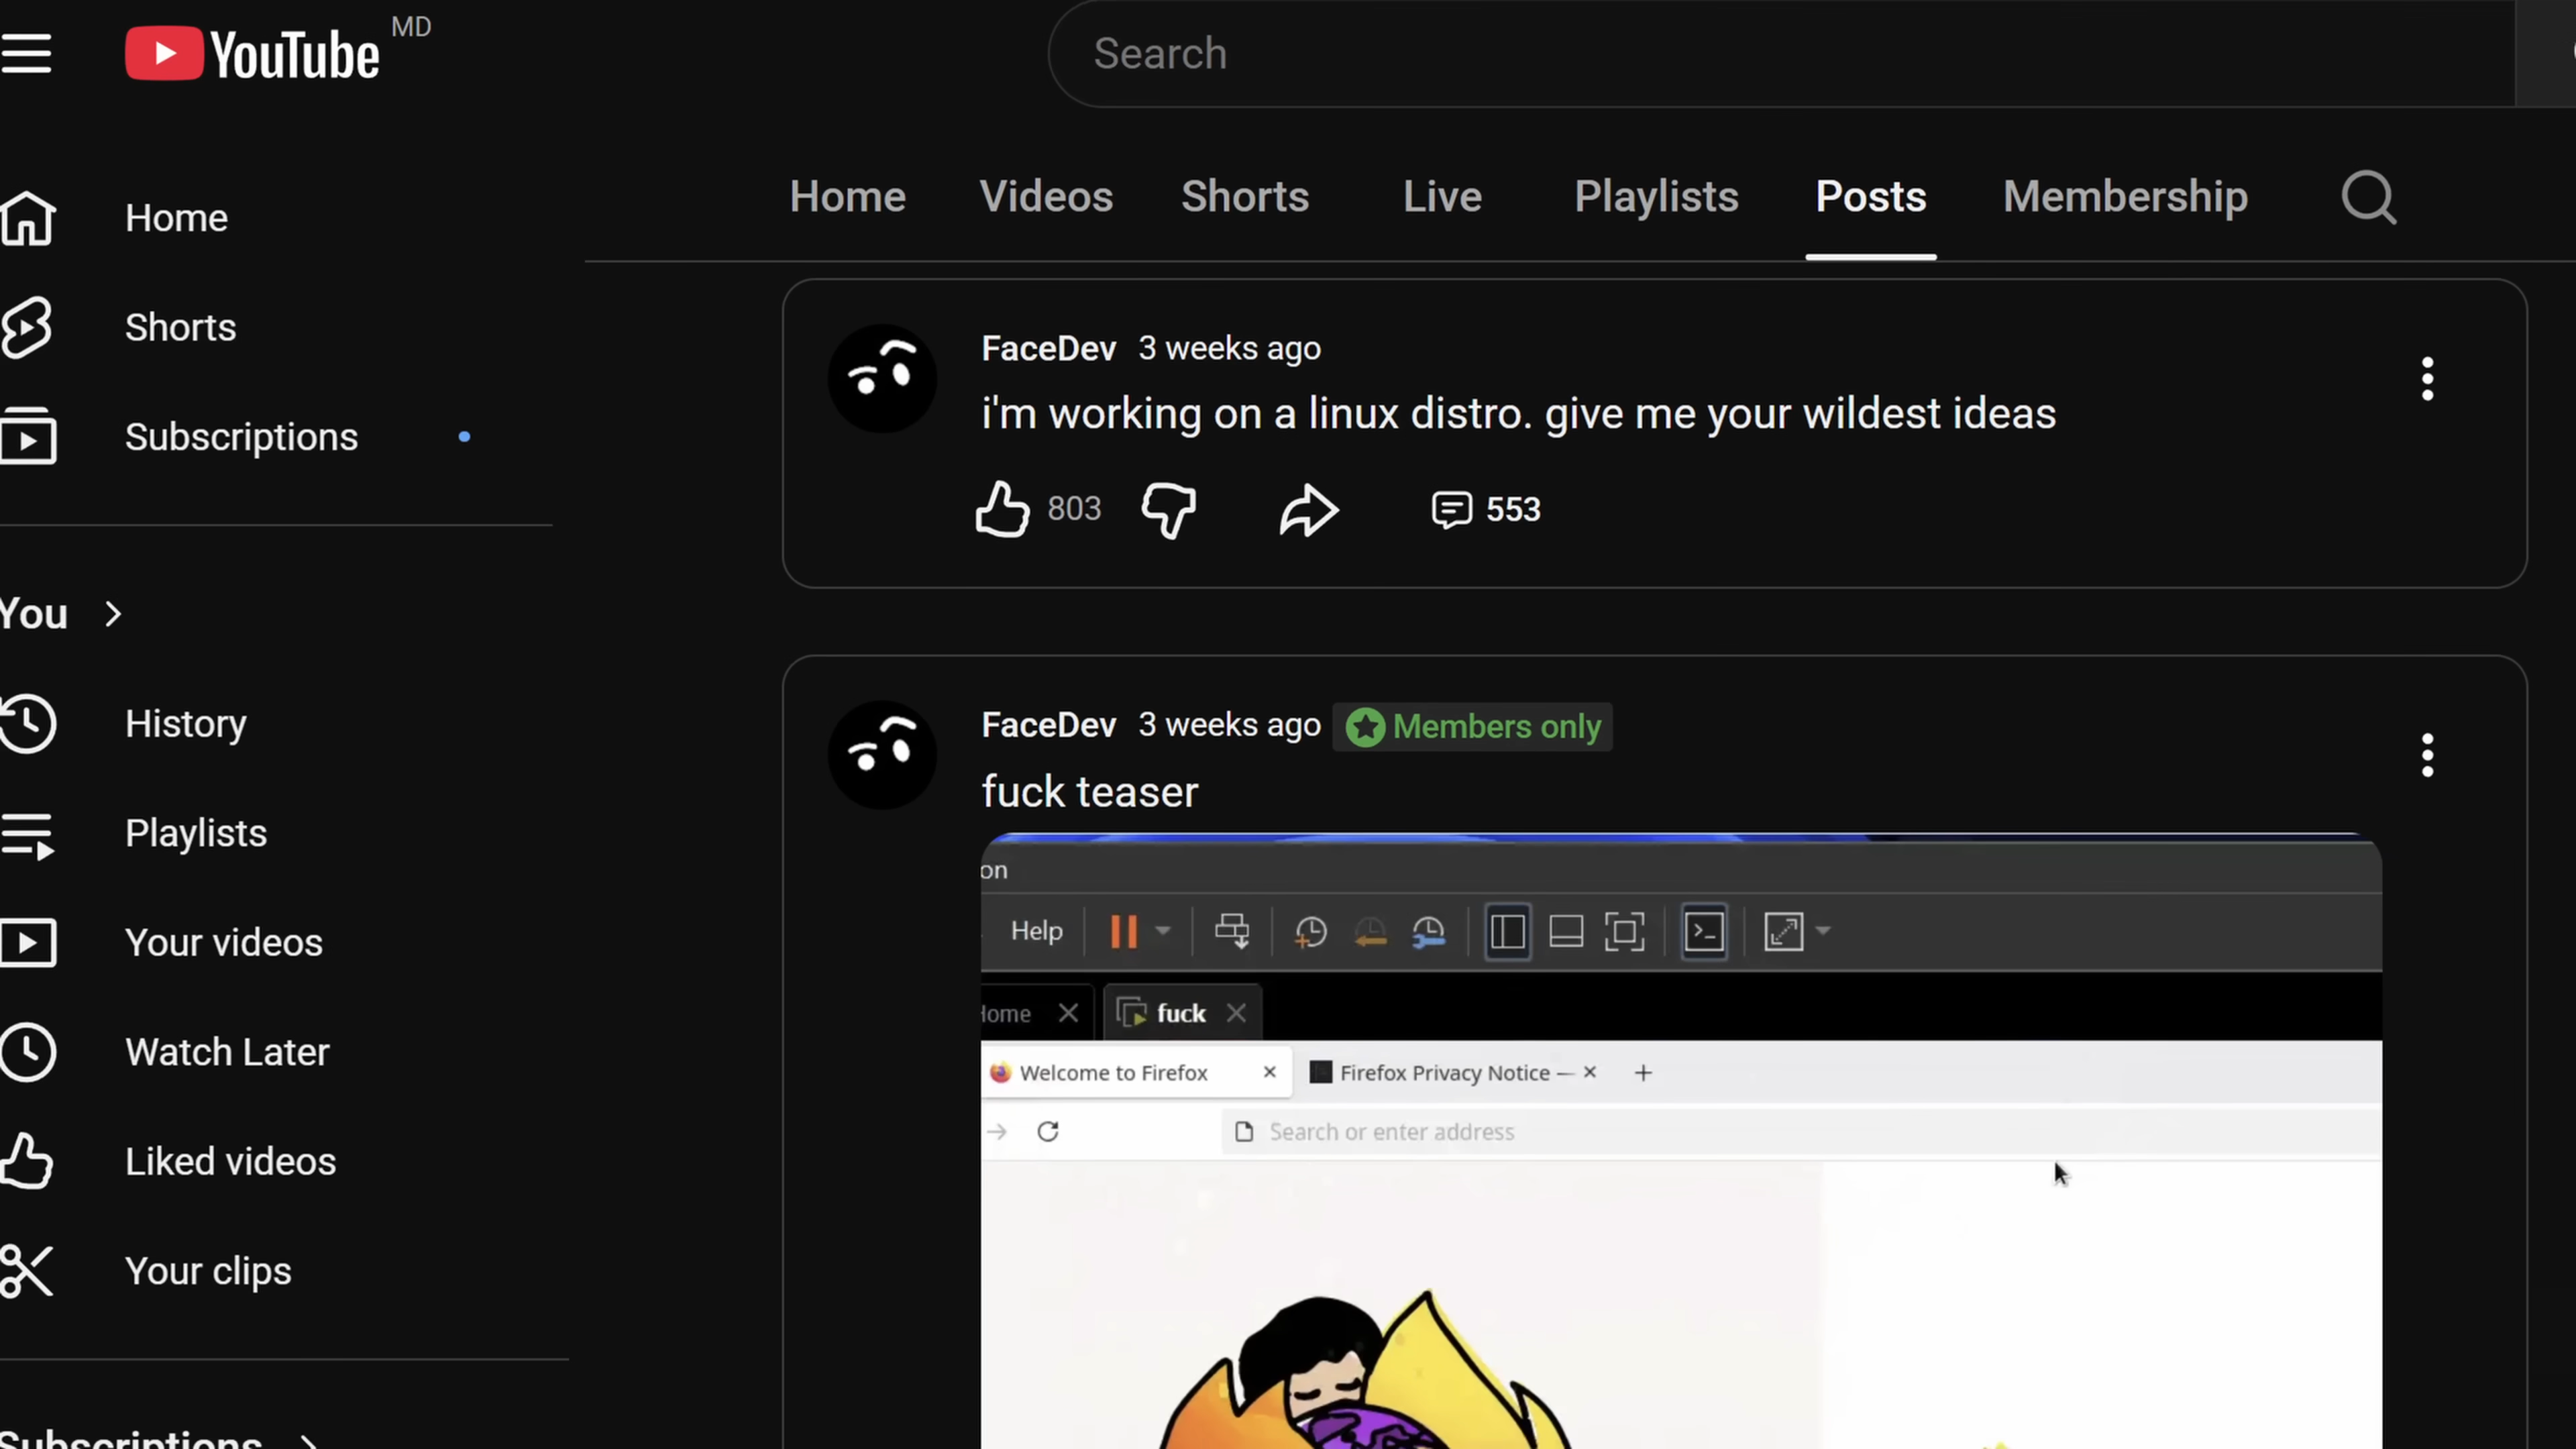 YouTube MD
Search
Home
Shorts
Subscriptions
You
History
Playlists
Your videos
Watch Later
Liked videos
Your clips
Subscriptions
Home Videos Shorts Live Playlists Posts Membership
FaceDev 3 weeks ago
i'm working on a linux distro. give me your wildest ideas
803 553
FaceDev 3 weeks ago Members only
fuck teaser
on
Help
Home fuck
Welcome to Firefox Firefox Privacy Notice —
Search or enter address